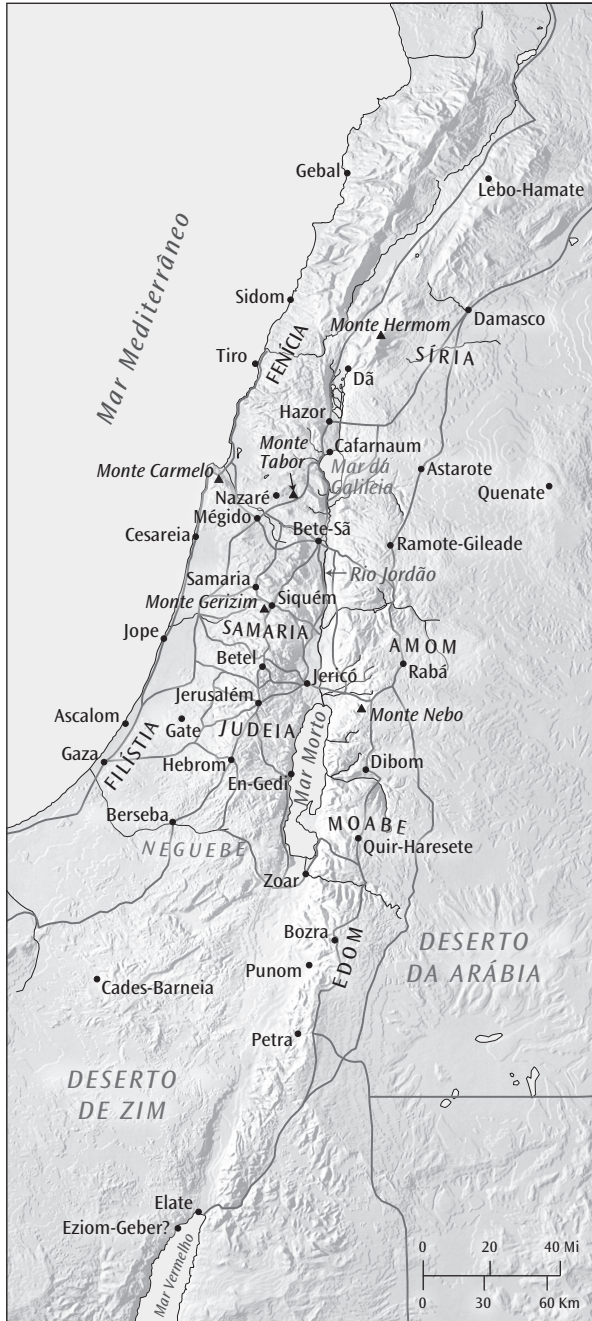 Gebal
Lebo-Hamate
Mar Mediterrâneo
Sidom
Damasco
Monte Hermom
FENÍCIA
SÍRIA
Tiro
Dã
Hazor
Monte
Tabor
Cafarnaum
Monte Carmelo
Mar da
Galileia
Astarote
Quenate
Nazaré
Mégido
Cesareia
Bete-Sã
Ramote-Gileade
Rio Jordão
Samaria
Monte Gerizim
Siquém
SAMARIA
Jope
AMOM
Betel
Rabá
Jericó
Jerusalém
Monte Nebo
Ascalom
Gate
JUDEIA
FILÍSTIA
Gaza
Hebrom
Mar Morto
Dibom
En-Gedi
Berseba
MOABE
NEGUEBE
Quir-Haresete
Zoar
Bozra
EDOM
DESERTO
DA ARÁBIA
Punom
Cades-Barneia
Petra
DESERTO
DE ZIM
Elate
Eziom-Geber?
Mar Vermelho
0 20 40 Mi
0 30 60 Km